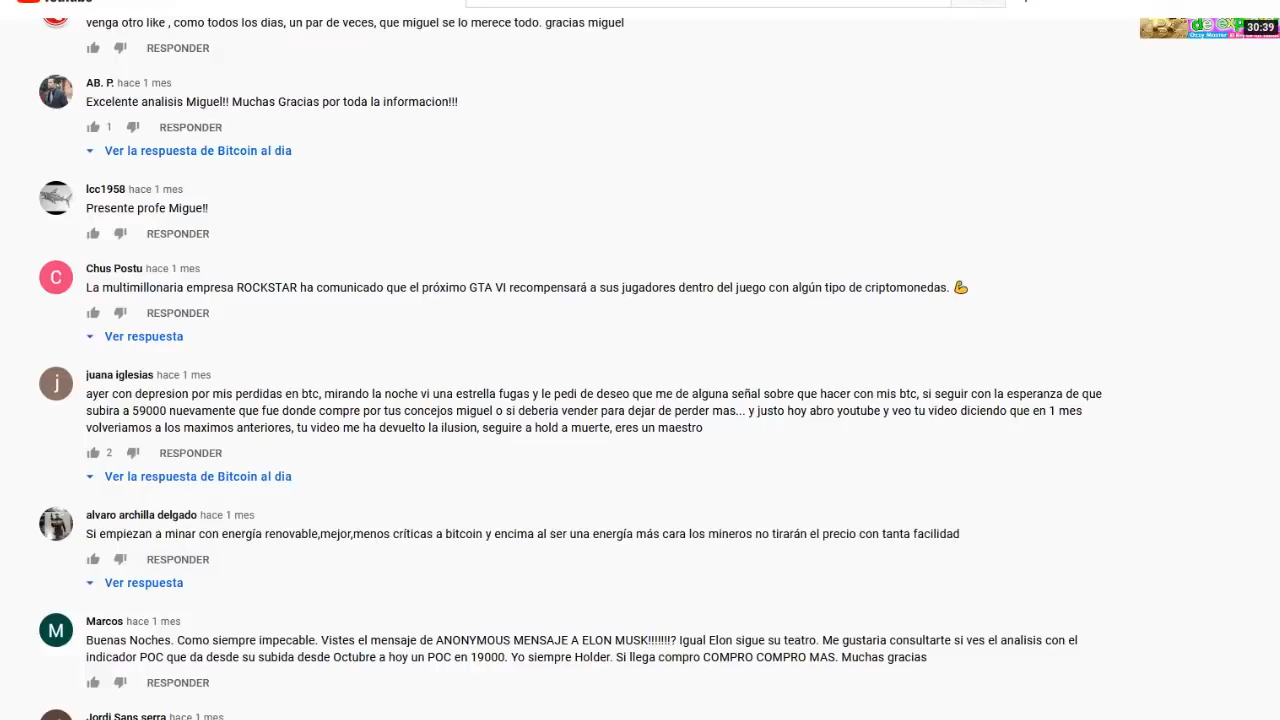 venga otro like , como todos los dias, un par de veces, que miguel se lo merece todo. gracias miguel
RESPONDER
30:39
AB. P. hace 1 mes
Excelente analisis Miguel!! Muchas Gracias por toda la informacion!!!
1 RESPONDER
Ver la respuesta de Bitcoin al dia
lcc1958 hace 1 mes
Presente profe Migue!!
RESPONDER
C
Chus Postu hace 1 mes
La multimillonaria empresa ROCKSTAR ha comunicado que el próximo GTA VI recompensará a sus jugadores dentro del juego con algún tipo de criptomonedas. 💪
RESPONDER
Ver respuesta
j
juana iglesias hace 1 mes
ayer con depresion por mis perdidas en btc, mirando la noche vi una estrella fugas y le pedi de deseo que me de alguna señal sobre que hacer con mis btc, si seguir con la esperanza de que
subira a 59000 nuevamente que fue donde compre por tus concejos miguel o si deberia vender para dejar de perder mas... y justo hoy abro youtube y veo tu video diciendo que en 1 mes
volveriamos a los maximos anteriores, tu video me ha devuelto la ilusion, seguire a hold a muerte, eres un maestro
2 RESPONDER
Ver la respuesta de Bitcoin al dia
alvaro archilla delgado hace 1 mes
Si empiezan a minar con energía renovable,mejor,menos críticas a bitcoin y encima al ser una energía más cara los mineros no tirarán el precio con tanta facilidad
RESPONDER
Ver respuesta
M
Marcos hace 1 mes
Buenas Noches. Como siempre impecable. Vistes el mensaje de ANONYMOUS MENSAJE A ELON MUSK!!!!!!!? Igual Elon sigue su teatro. Me gustaria consultarte si ves el analisis con el
indicador POC que da desde su subida desde Octubre a hoy un POC en 19000. Yo siempre Holder. Si llega compro COMPRO COMPRO MAS. Muchas gracias
RESPONDER
Jordi Sans serra hace 1 mes